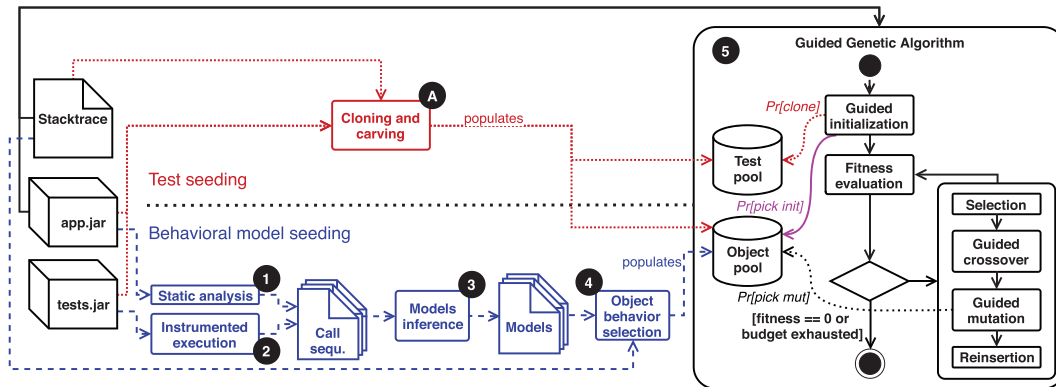 5
Guided Genetic Algorithm
Stacktrace
A
Cloning and
carving
populates
Pr[clone]
Guided
initialization
Test
pool
Fitness
evaluation
Test seeding
app.jar
Behavioral model seeding
Pr[pick init]
Selection
Guided
crossover
Object
pool
populates
tests.jar
1
Static analysis
Instrumented
execution
2
Call
sequ.
3
Models
inference
Models
4
Object
behavior
selection
Pr[pick mut]
[fitness == 0 or
budget exhausted]
Guided
mutation
Reinsertion